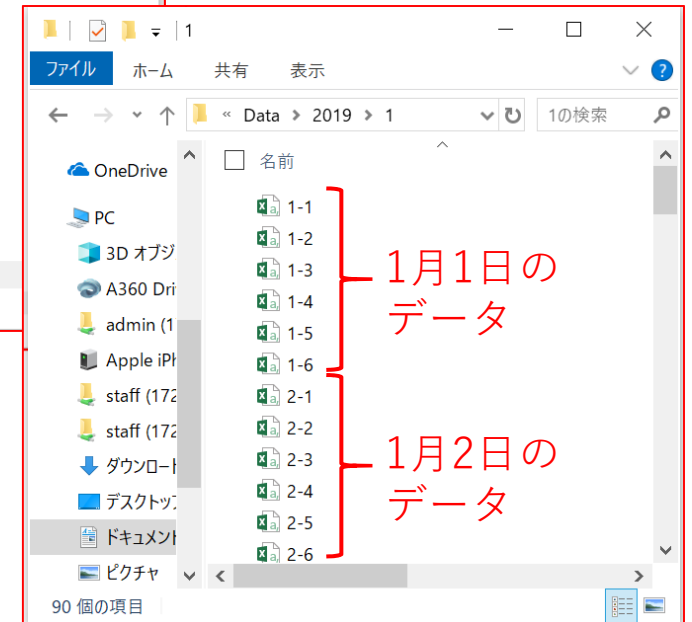 1
ファイル ホーム 共有 表示
« Data > 2019 > 1 1の検索
名前
OneDrive
PC
3D オブジ
A360 Dri
admin (1
Apple iPh
staff (172
staff (172
ダウンロード
デスクトップ
ドキュメント
ピクチャ
1-1
1-2
1-3
1-4
1-5
1-6
2-1
2-2
2-3
2-4
2-5
2-6
1月1日の
データ
1月2日の
データ
90 個の項目